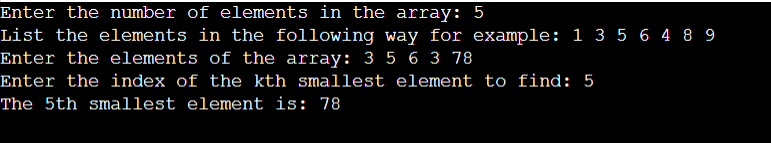 Enter the number of elements in the array: 5
List the elements in the following way for example: 1 3 5 6 4 8 9
Enter the elements of the array: 3 5 6 3 78
Enter the index of the kth smallest element to find: 5
The 5th smallest element is: 78